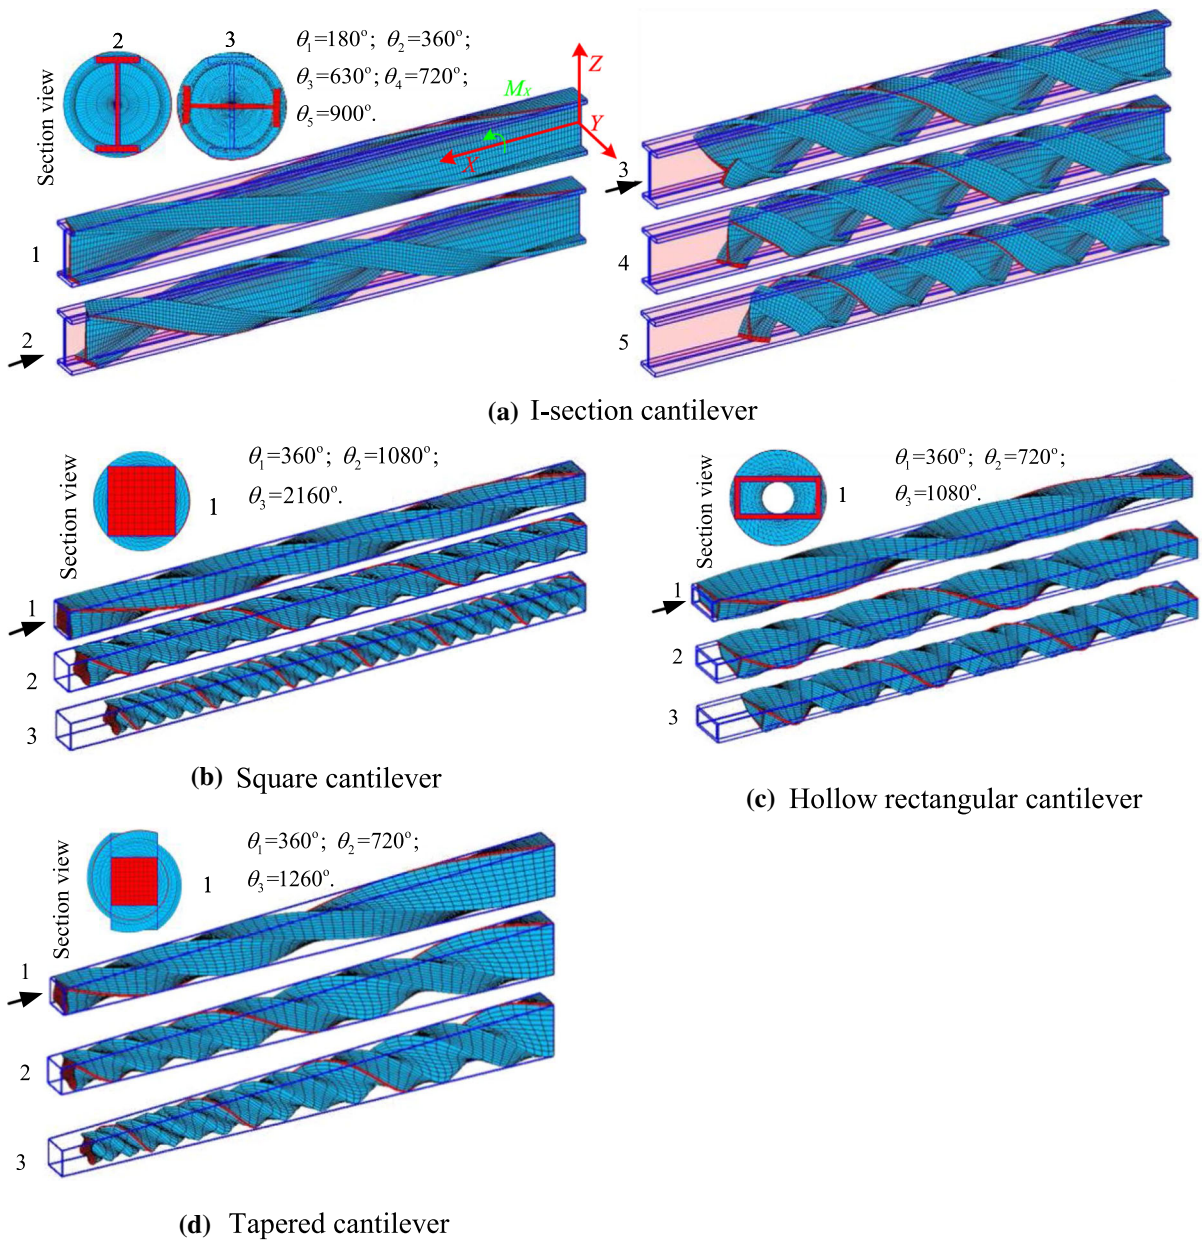 Section view
2
3
θ1=180°; θ2=360°;
θ3=630°; θ4=720°;
θ5=900°.
Mx
X
Y
Z
1
2
3
4
5
(a) I-section cantilever
Section view
1
θ1=360°; θ2=1080°;
θ3=2160°.
1
2
3
(b) Square cantilever
Section view
1
θ1=360°; θ2=720°;
θ3=1080°.
1
2
3
(c) Hollow rectangular cantilever
Section view
1
θ1=360°; θ2=720°;
θ3=1260°.
1
2
3
(d) Tapered cantilever